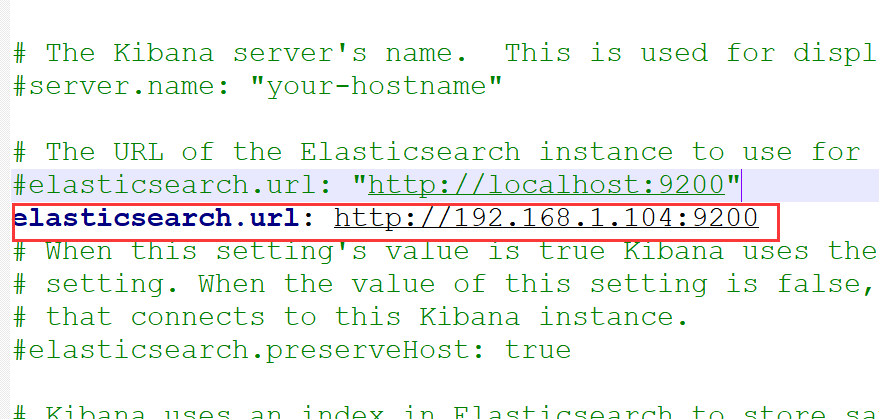 # The Kibana server's name.  This is used for displ
#server.name: "your-hostname"
# The URL of the Elasticsearch instance to use for
#elasticsearch.url: "http://localhost:9200"
elasticsearch.url: http://192.168.1.104:9200
# When this setting's value is true Kibana uses the
# setting. When the value of this setting is false,
# that connects to this Kibana instance.
#elasticsearch.preserveHost: true
# Kibana uses an index in Elasticsearch to store sa